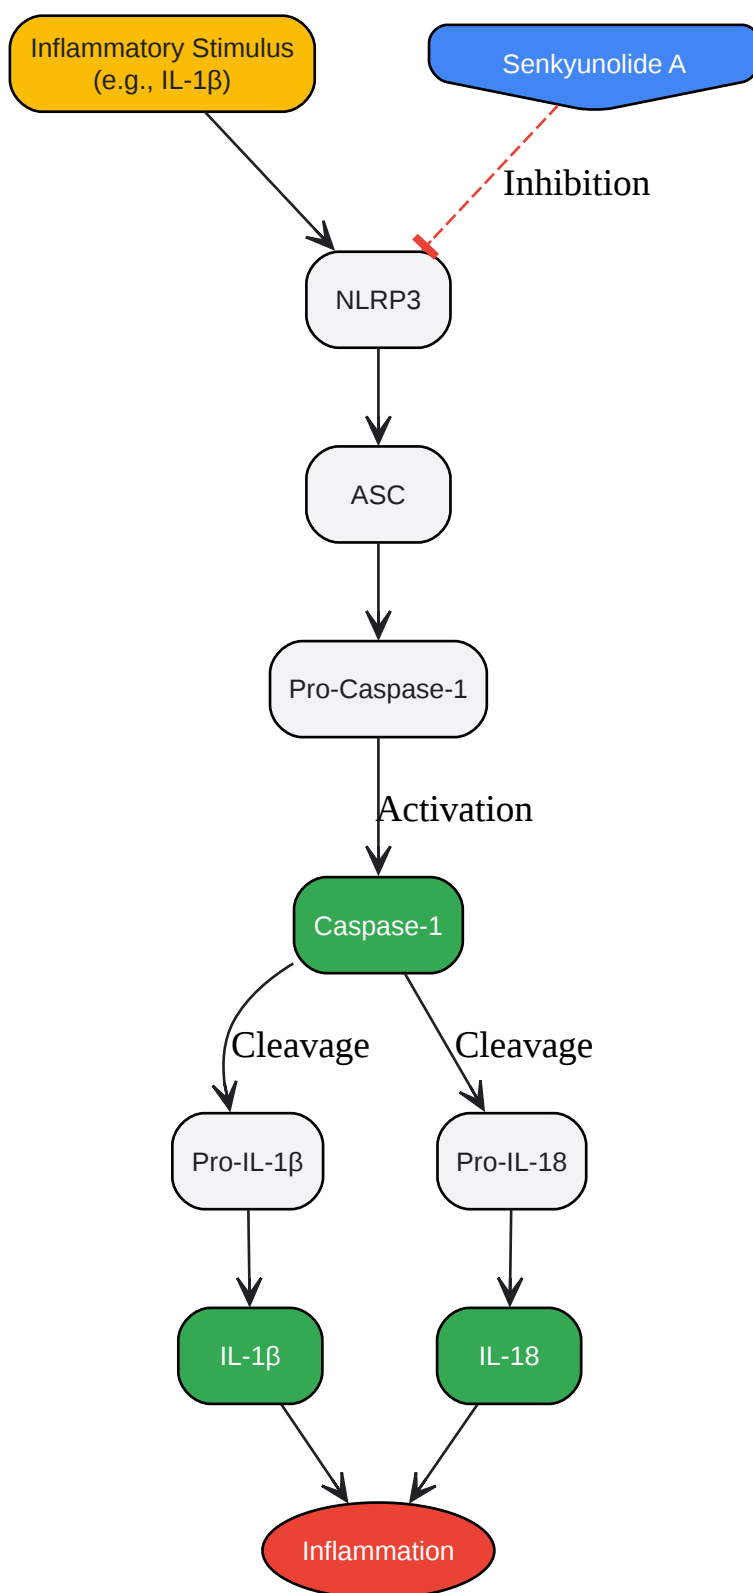 Inflammatory Stimulus
(e.g., IL-1β)
Senkyunolide A
Inhibition
NLRP3
ASC
Pro-Caspase-1
Activation
Caspase-1
Cleavage
Cleavage
Pro-IL-1β
Pro-IL-18
IL-1β
IL-18
Inflammation